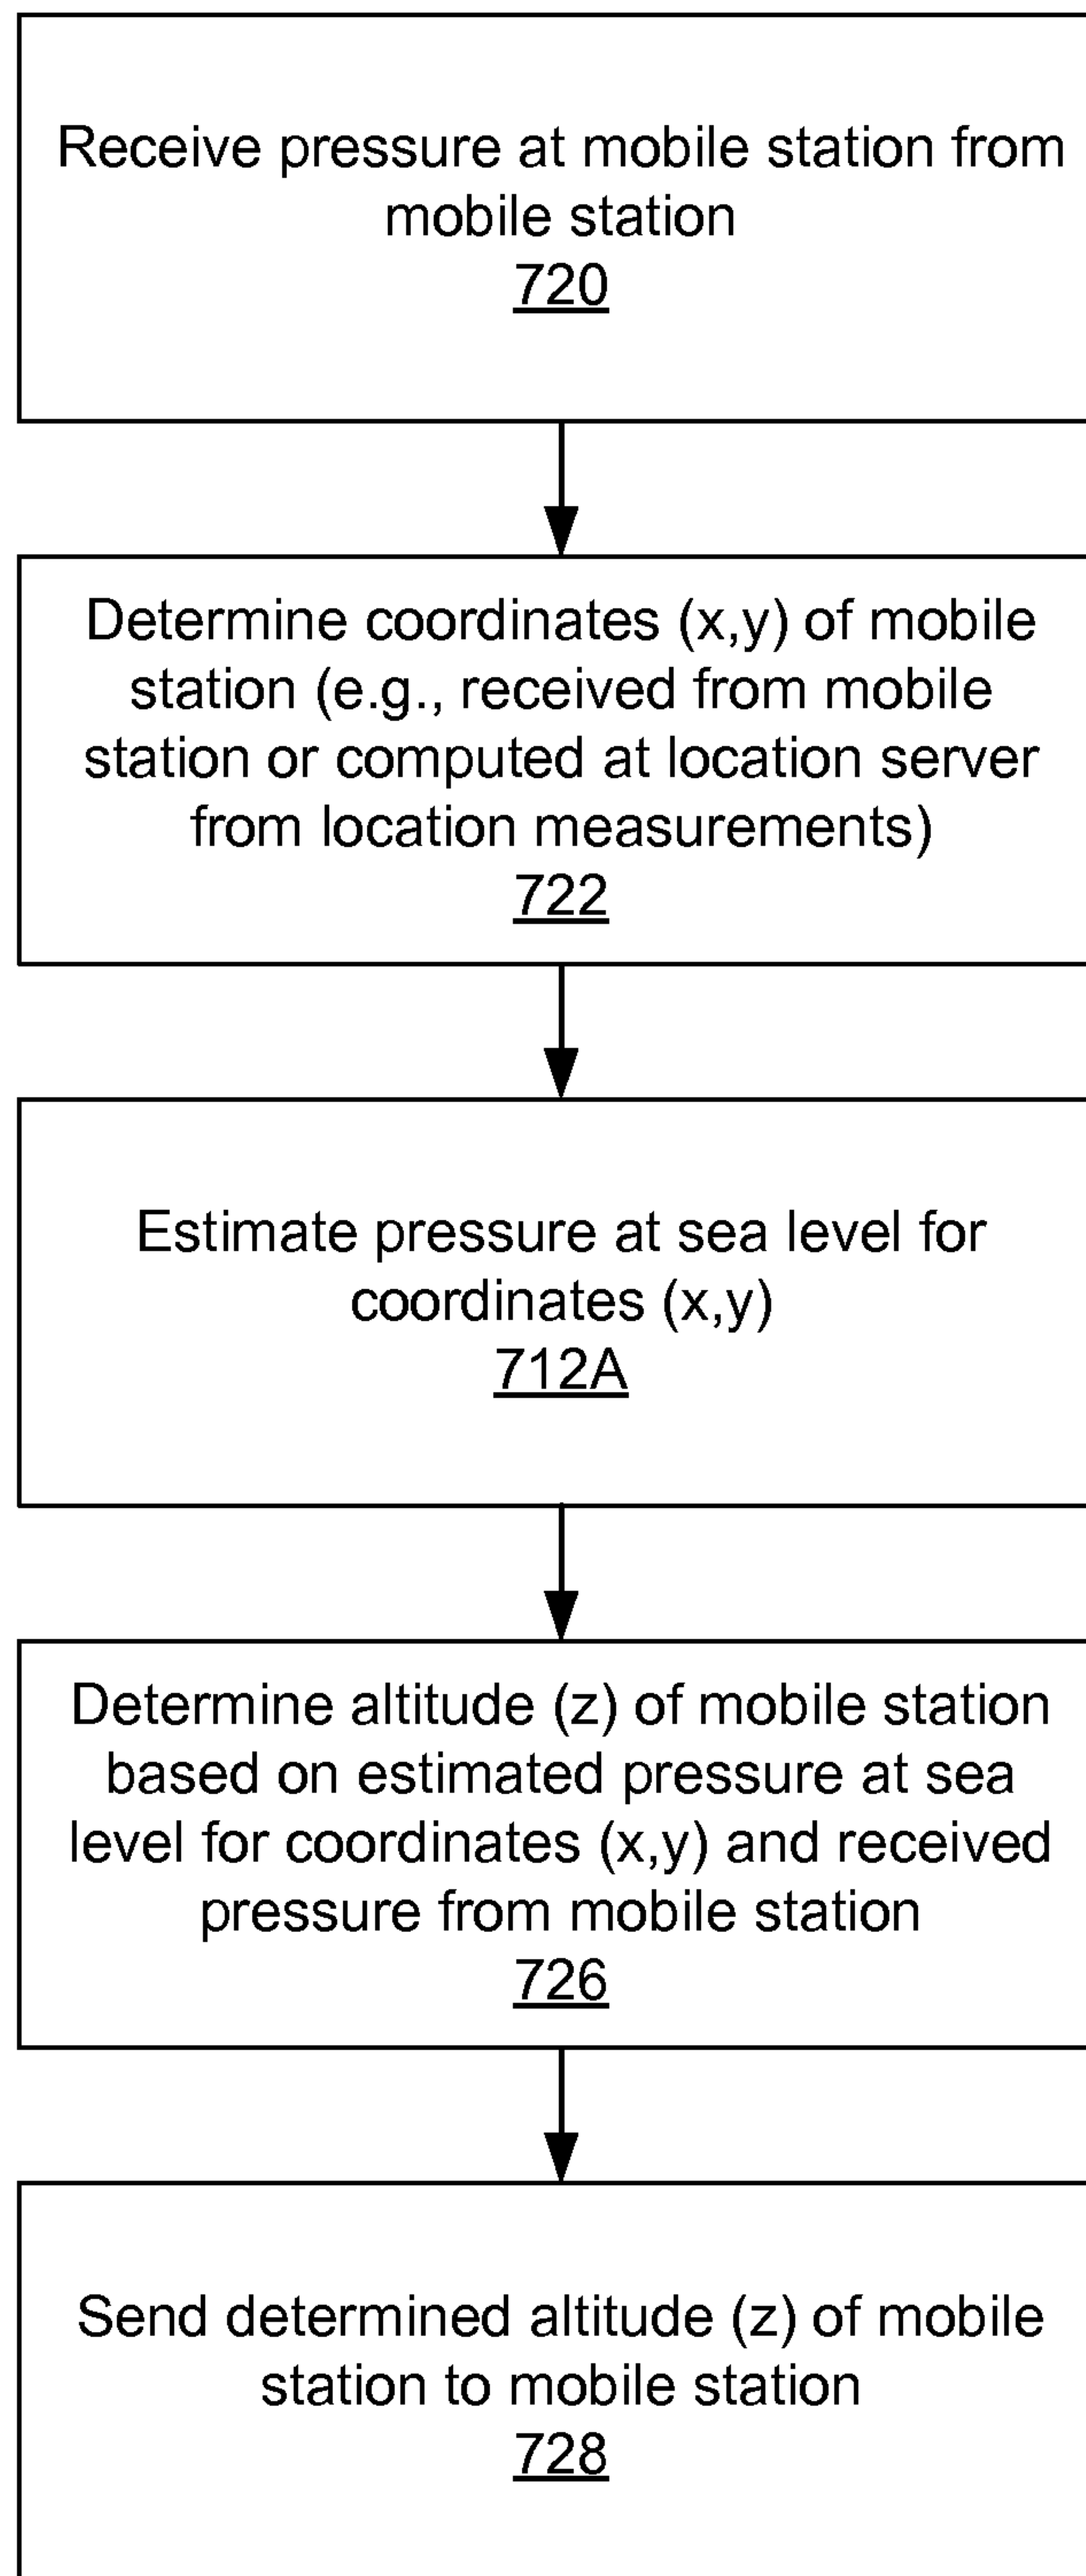 Receive pressure at mobile station from
mobile station
720
Determine coordinates (x,y) of mobile
station (e.g., received from mobile
station or computed at location server
from location measurements)
722
Estimate pressure at sea level for
coordinates (x,y)
712A
Determine altitude (z) of mobile station
based on estimated pressure at sea
level for coordinates (x,y) and received
pressure from mobile station
726
Send determined altitude (z) of mobile
station to mobile station
728